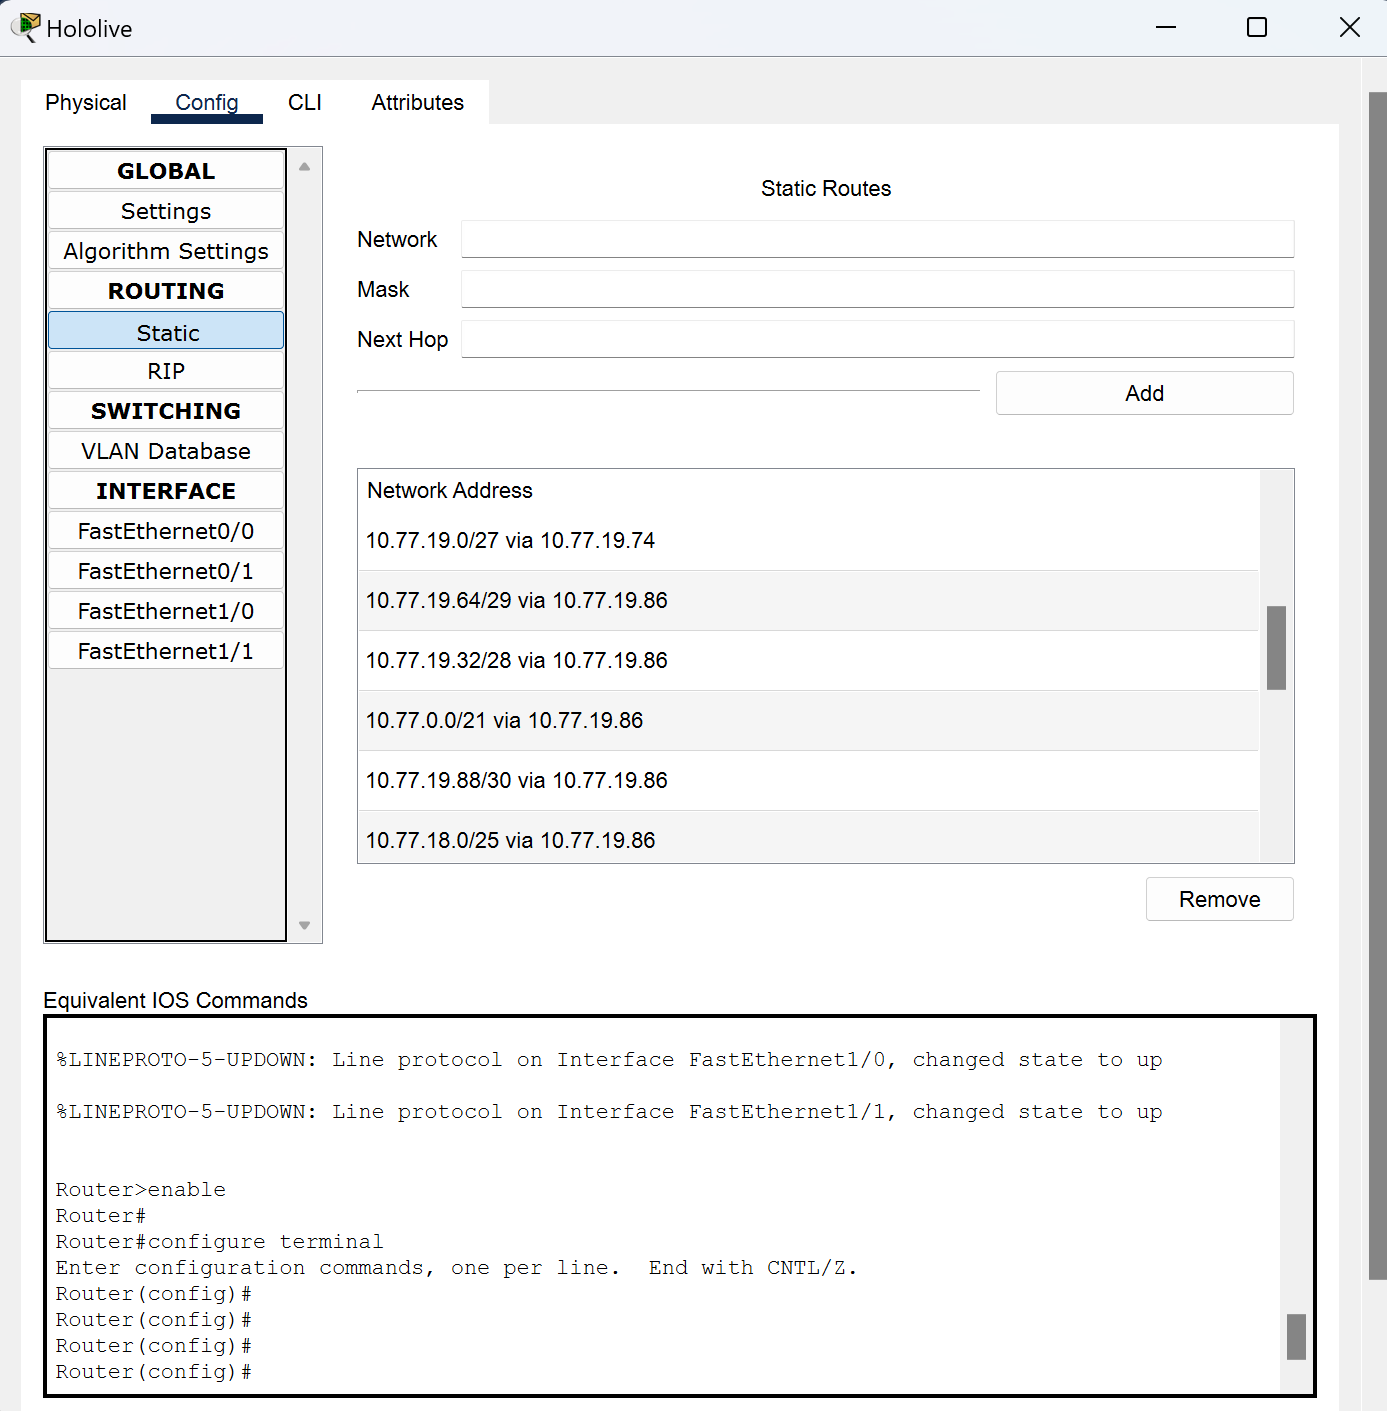 Hololive
Physical Config CLI Attributes
GLOBAL
Settings
Algorithm Settings
ROUTING
Static
RIP
SWITCHING
VLAN Database
INTERFACE
FastEthernet0/0
FastEthernet0/1
FastEthernet1/0
FastEthernet1/1
Static Routes
Network
Mask
Next Hop
Add
Network Address
10.77.19.0/27 via 10.77.19.74
10.77.19.64/29 via 10.77.19.86
10.77.19.32/28 via 10.77.19.86
10.77.0.0/21 via 10.77.19.86
10.77.19.88/30 via 10.77.19.86
10.77.18.0/25 via 10.77.19.86
Remove
Equivalent IOS Commands
%LINEPROTO-5-UPDOWN: Line protocol on Interface FastEthernet1/0, changed state to up
%LINEPROTO-5-UPDOWN: Line protocol on Interface FastEthernet1/1, changed state to up
Router>enable
Router#
Router#configure terminal
Enter configuration commands, one per line.  End with CNTL/Z.
Router(config)#
Router(config)#
Router(config)#
Router(config)#